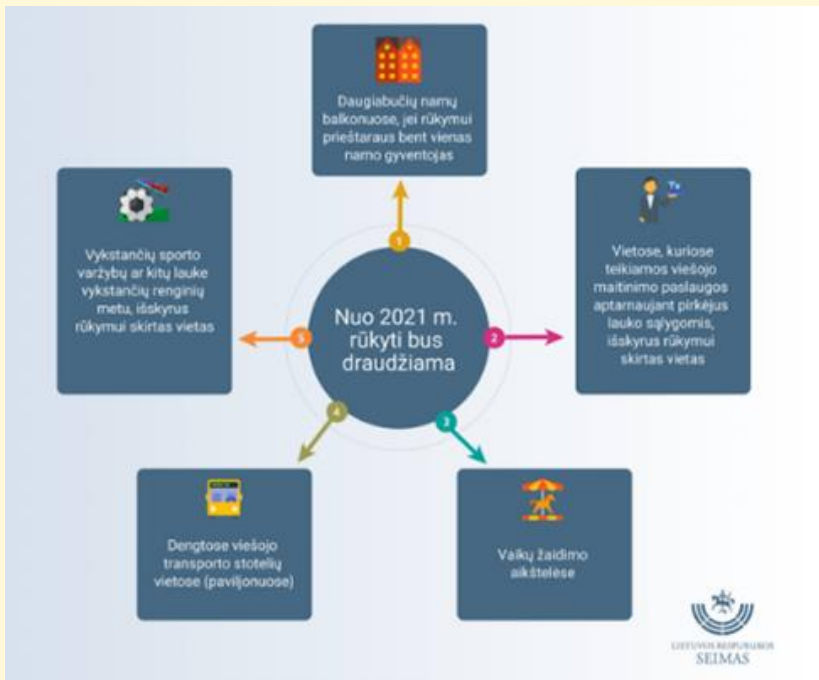 Nuo 2021 m.
rūkyti bus
draudžiama
1
Daugiabučių namų
balkonuose, jei rūkymui
prieštaraus bent vienas
namo gyventojas
2
Vietose, kuriose
teikiamos viešojo
maitinimo paslaugos
aptarnaujant pirkėjus
lauko sąlygomis,
išskyrus rūkymui
skirtas vietas
3
Vaikų žaidimo
aikštelėse
4
Dengtose viešojo
transporto stotelių
vietose (paviljonuose)
5
Vykstančių sporto
varžybų ar kitų lauke
vykstančių renginių
metu, išskyrus
rūkymui skirtas vietas
LIETUVOS RESPUBLIKOS
SEIMAS